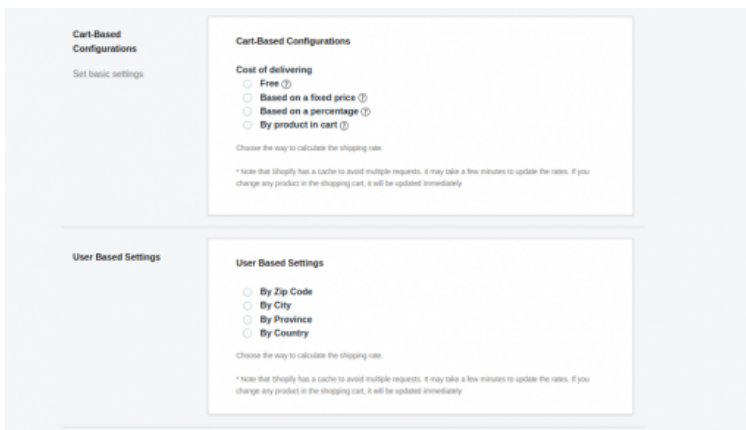 Cart-Based
Configurations
Set basic settings
Cart-Based Configurations
Cost of delivering
Free ?
Based on a fixed price ?
Based on a percentage ?
By product in cart ?
Choose the way to calculate the shipping rate.
* Note that Shopify has a cache to avoid multiple requests. It may take a few minutes to update the rates. If you
change any product in the shopping cart, it will be updated immediately
User Based Settings
User Based Settings
By Zip Code
By City
By Province
By Country
Choose the way to calculate the shipping rate.
* Note that Shopify has a cache to avoid multiple requests. It may take a few minutes to update the rates. If you
change any product in the shopping cart, it will be updated immediately